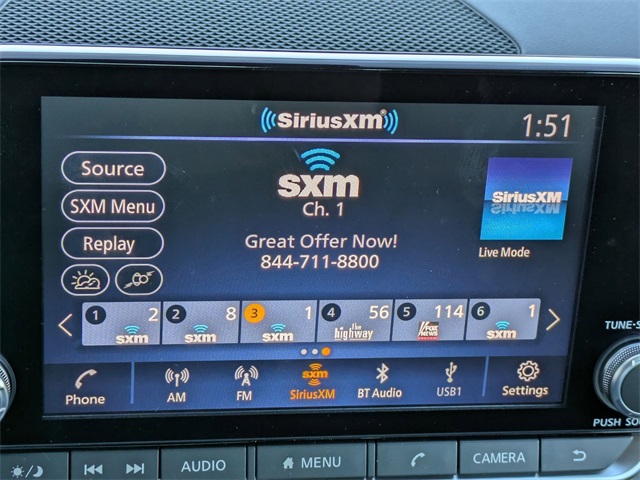 SiriusXM
1:51
Source
sxm
SiriusXM
SXM Menu
Ch. 1
Replay
Great Offer Now!
844-711-8800
Live Mode
1 2 sxm
2 8 sxm
3 1 sxm
4 56 the highway
5 114 FOX NEWS
6 1 sxm
Phone
AM
FM
sxm
SiriusXM
BT Audio
USB1
Settings
TUNE-S
PUSH SOU
AUDIO
MENU
CAMERA